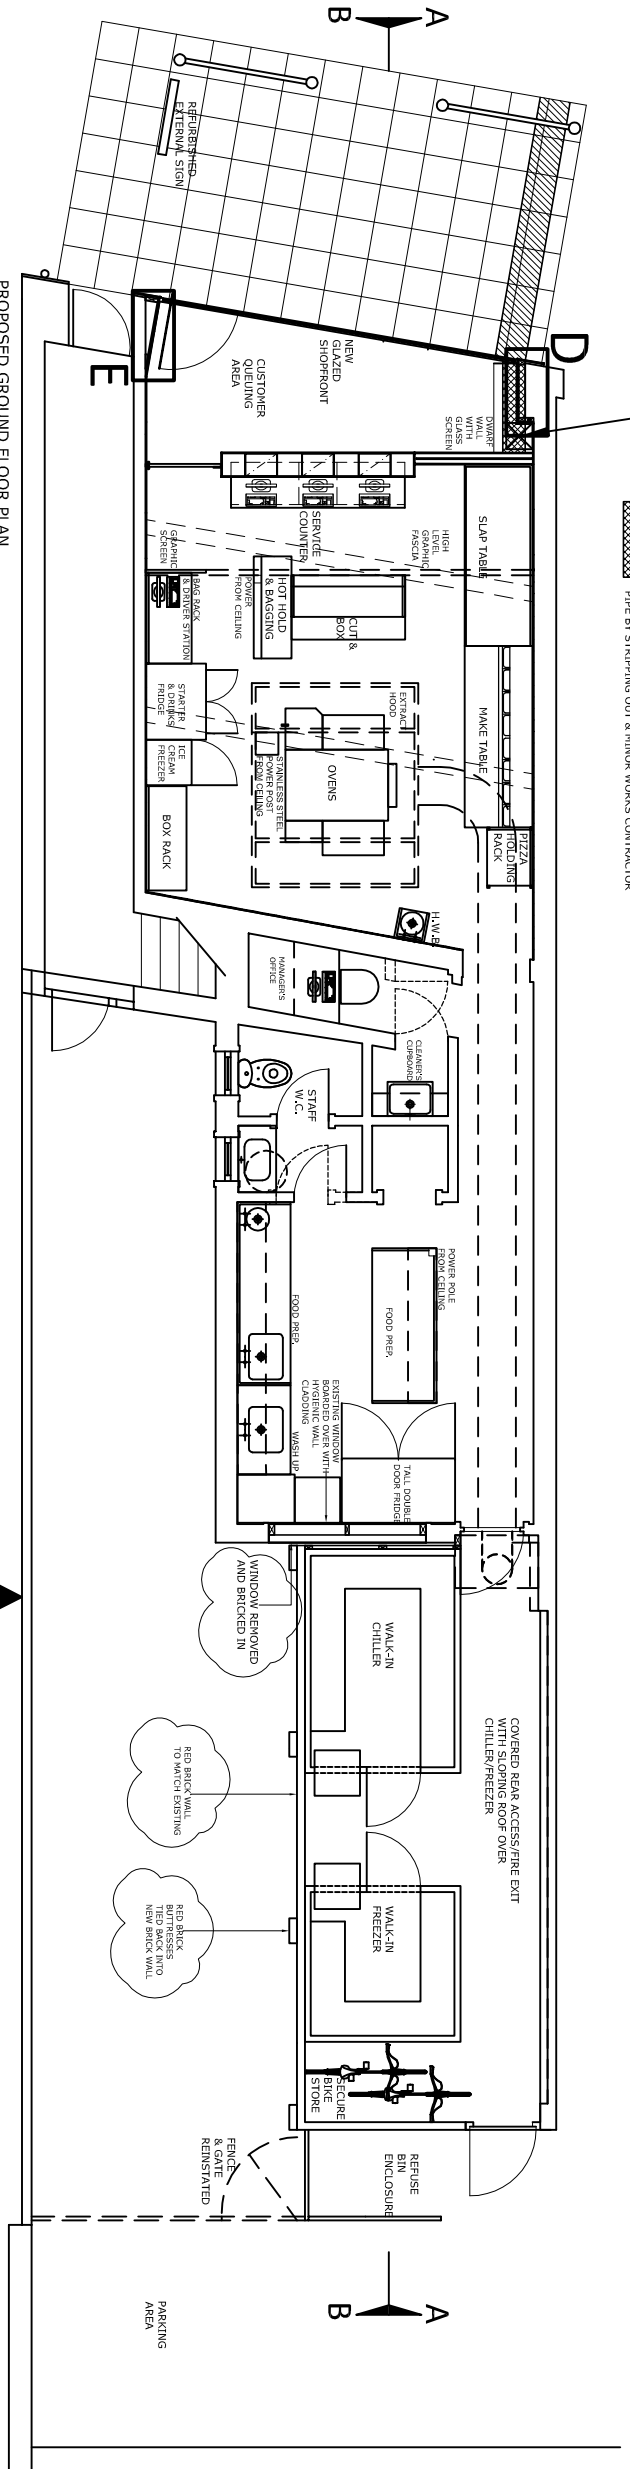 A
B
REFURBISHED
EXTERNAL SIGN
D
E
NEW
GLAZED
SHOPFRONT
CUSTOMER
QUEUING
AREA
DWARF
WALL
WITH
GLASS
SCREEN
PROPOSED GROUND FLOOR PLAN
PIPE BY STRIPPING OUT & MINOR WORKS CONTRACTOR
SLAP TABLE
HIGH
LEVEL
GRAPHIC
FASCIA
SERVICE
COUNTER
GRAPHIC
SCREEN
CUT &
BOX
HOT HOLD
& BAGGING
POWER
FROM CEILING
BAG RACK
& DRIVER STATION
MAKE TABLE
EXTRACT
HOOD
STARTER
& DRINKS
FRIDGE
ICE
CREAM
FREEZER
OVENS
STAINLESS STEEL
POWER POST
FROM CEILING
BOX RACK
PIZZA
HOLDING
RACK
H.W.B.
MANAGER'S
OFFICE
CLEANER'S
CUPBOARD
STAFF
W.C.
POWER POLE
FROM CEILING
FOOD PREP.
FOOD PREP.
EXISTING WINDOW
BOARDED OVER WITH
HYGIENIC WALL
CLADDING
WASH UP
TALL DOUBLE
DOOR FRIDGE
WINDOW REMOVED
AND BRICKED IN
WALK-IN
CHILLER
COVERED REAR ACCESS/FIRE EXIT
WITH SLOPING ROOF OVER
CHILLER/FREEZER
RED BRICK WALL
TO MATCH EXISTING
RED BRICK
BUTTRESSES
TIED BACK INTO
NEW BRICK WALL
WALK-IN
FREEZER
SECURE
BIKE
STORE
REFUSE
BIN
ENCLOSURE
FENCE
& GATE
REINSTATED
A
B
PARKING
AREA